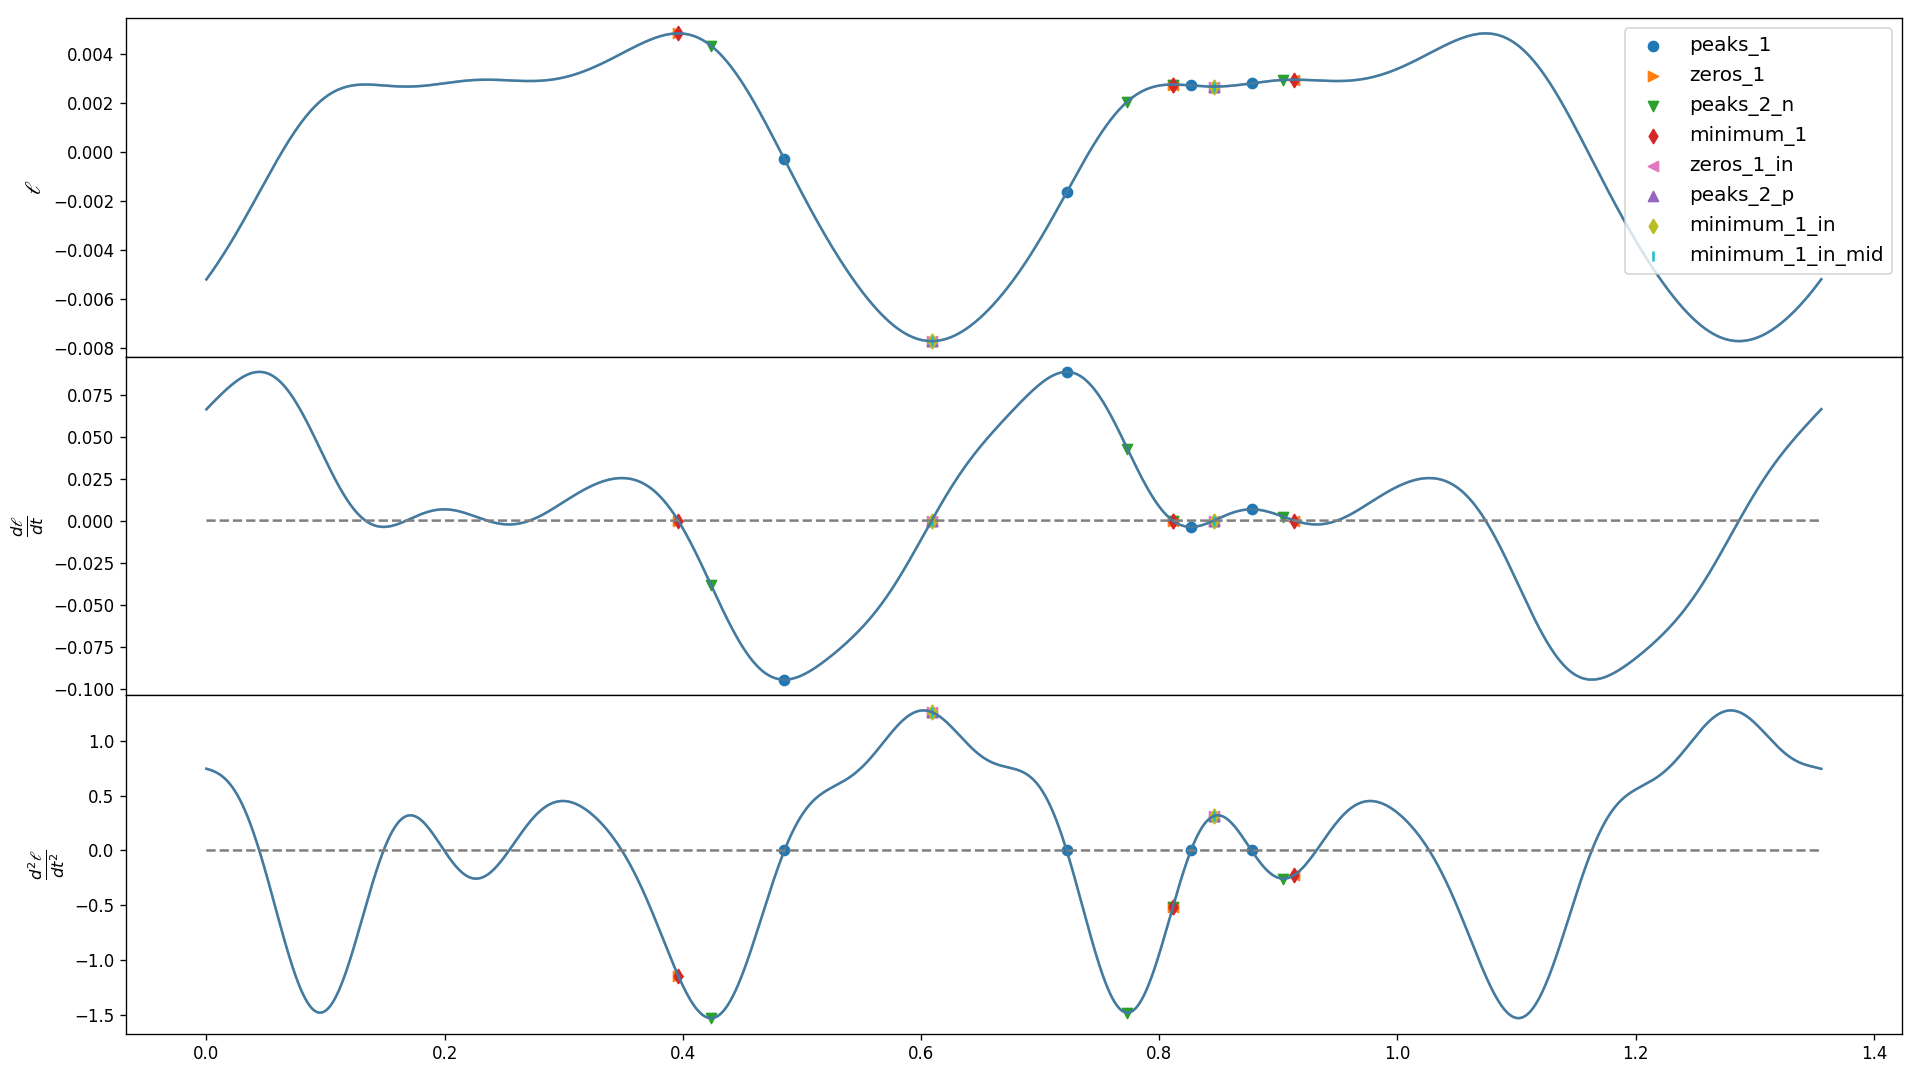 0.004
0.002
0.000
−0.002
−0.004
−0.006
−0.008
ℓ
peaks_1
zeros_1
peaks_2_n
minimum_1
zeros_1_in
peaks_2_p
minimum_1_in
minimum_1_in_mid
0.075
0.050
0.025
0.000
−0.025
−0.050
−0.075
−0.100
dℓ
dt
1.0
0.5
0.0
−0.5
−1.0
−1.5
d²ℓ
dt²
0.0 0.2 0.4 0.6 0.8 1.0 1.2 1.4